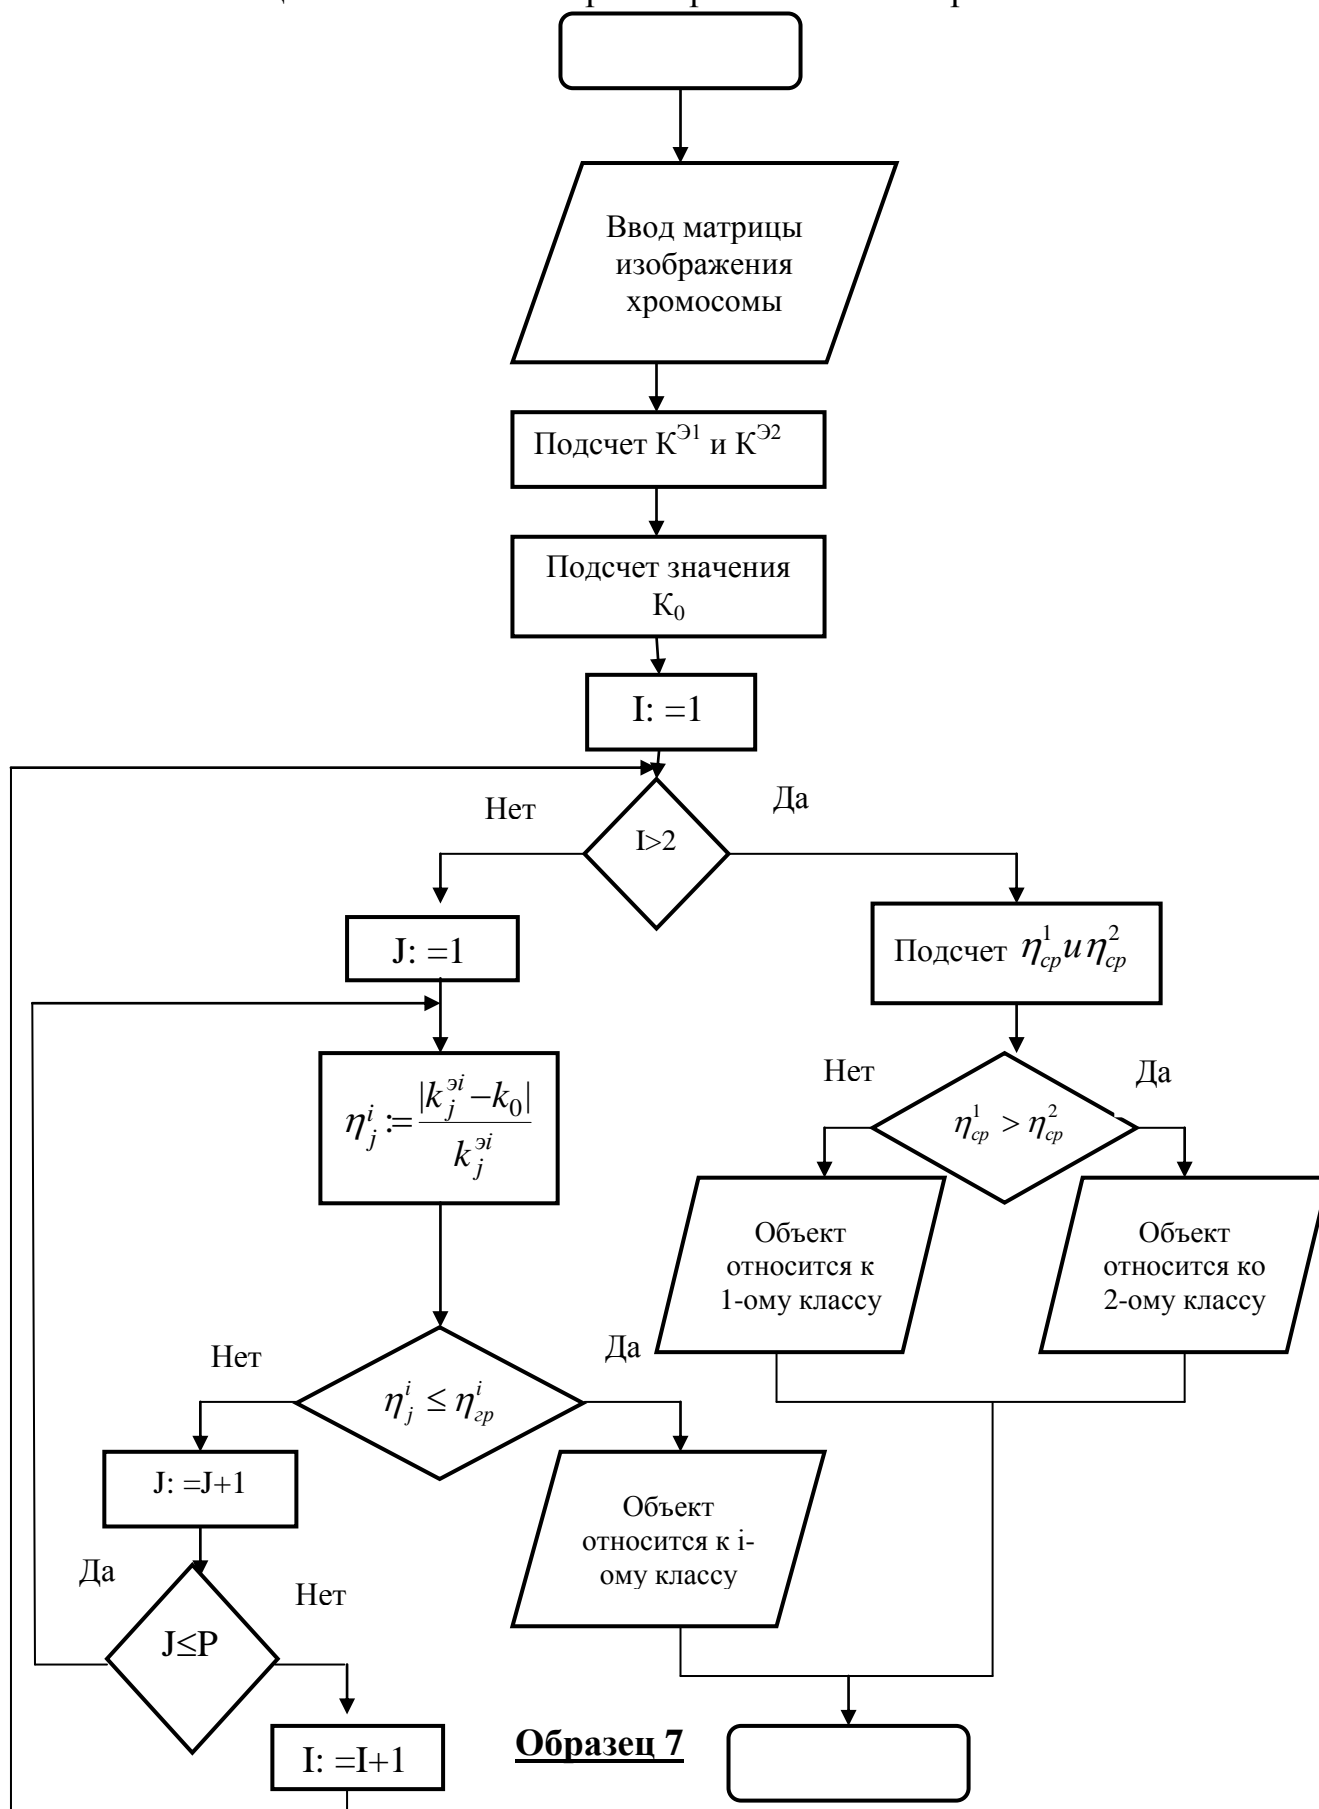 Ввод матрицы
изображения
хромосомы
Подсчет К^Э1 и К^Э2
Подсчет значения
К₀
I: =1
Нет
Да
I>2
J: =1
Подсчет η¹ср и η²ср
η^i_j := |k^эi_j − k₀| / k^эi_j
Нет
Да
η¹ср > η²ср
Объект
относится к
1-ому классу
Объект
относится ко
2-ому классу
Нет
Да
η^i_j ≤ η^i_гр
J: =J+1
Объект
относится к i-
ому классу
Да
Нет
J≤P
I: =I+1
Образец 7